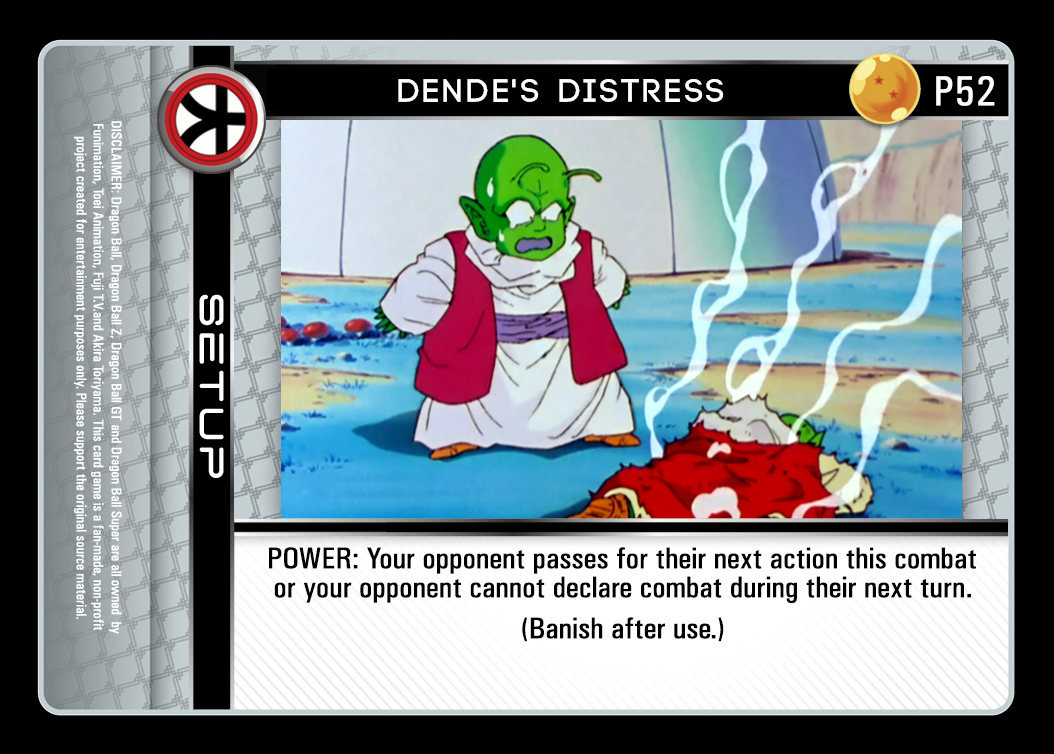 DENDE'S DISTRESS
P52
SETUP
POWER: Your opponent passes for their next action this combat
or your opponent cannot declare combat during their next turn.
(Banish after use.)
DISCLAIMER: Dragon Ball, Dragon Ball Z, Dragon Ball GT and Dragon Ball Super are all owned by
Funimation, Toei Animation, Fuji T.V.and Akira Toriyama. This card game is a fan-made, non-profit
project created for entertainment purposes only. Please support the original source material.